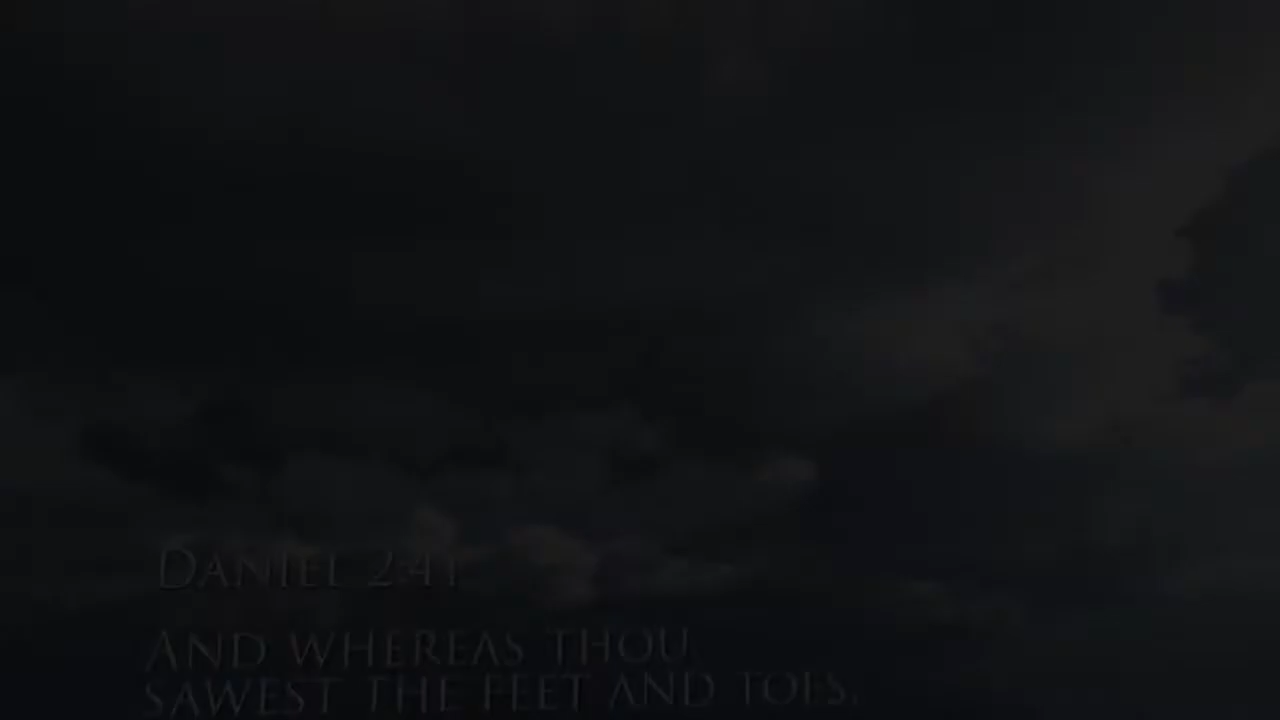 Daniel 2:41
And whereas thou
sawest the feet and toes,